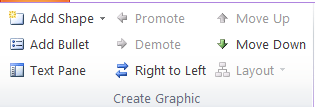 Add Shape Promote Move Up
Add Bullet Demote Move Down
Text Pane Right to Left Layout
Create Graphic